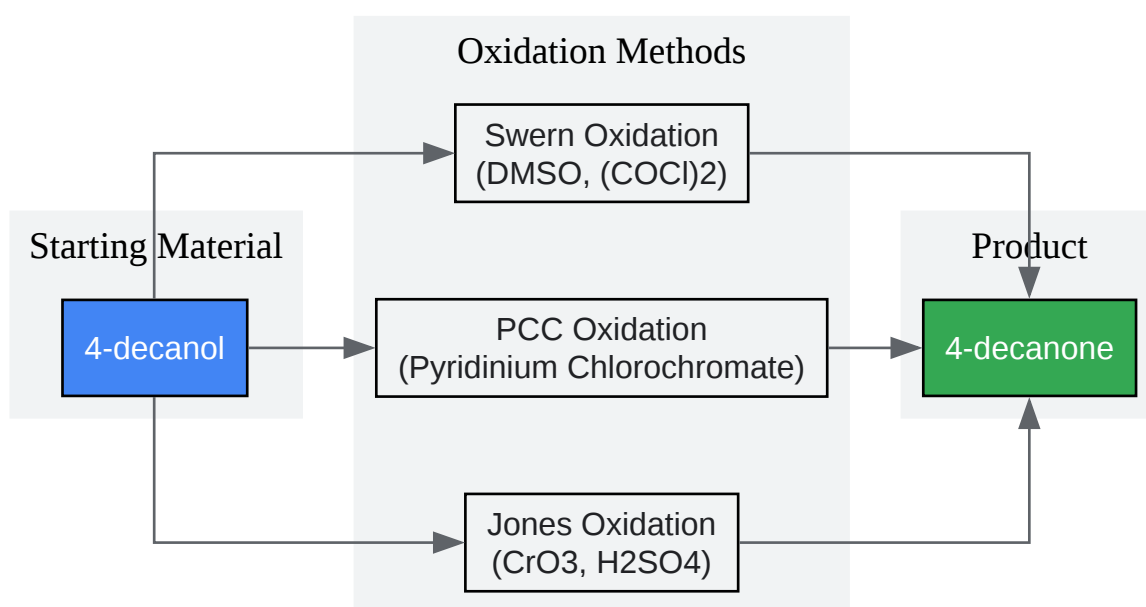 Oxidation Methods
Swern Oxidation
(DMSO, (COCl)2)
Starting Material
4-decanol
PCC Oxidation
(Pyridinium Chlorochromate)
Product
4-decanone
Jones Oxidation
(CrO3, H2SO4)